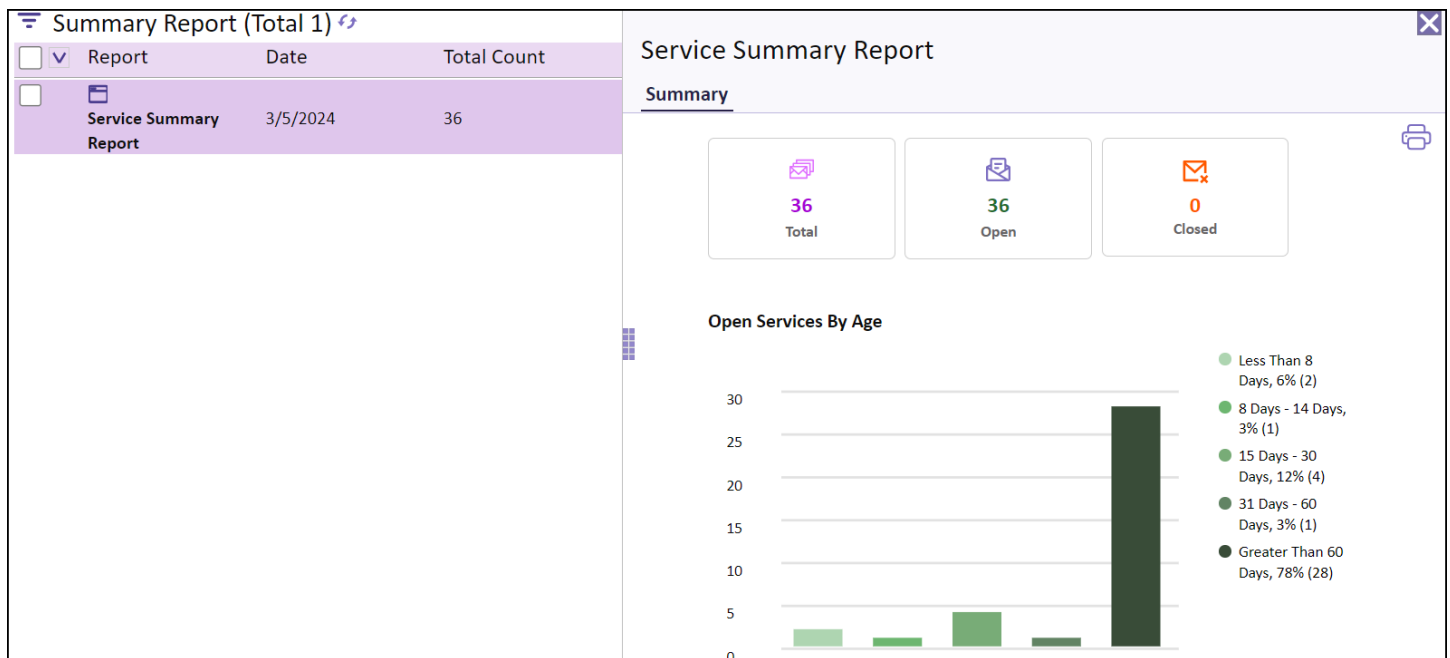 Summary Report (Total 1)
Report Date Total Count
Service Summary
Report
3/5/2024 36
Service Summary Report
Summary
36
Total
36
Open
0
Closed
Open Services By Age
30
25
20
15
10
5
0
Less Than 8
Days, 6% (2)
8 Days - 14 Days,
3% (1)
15 Days - 30
Days, 12% (4)
31 Days - 60
Days, 3% (1)
Greater Than 60
Days, 78% (28)